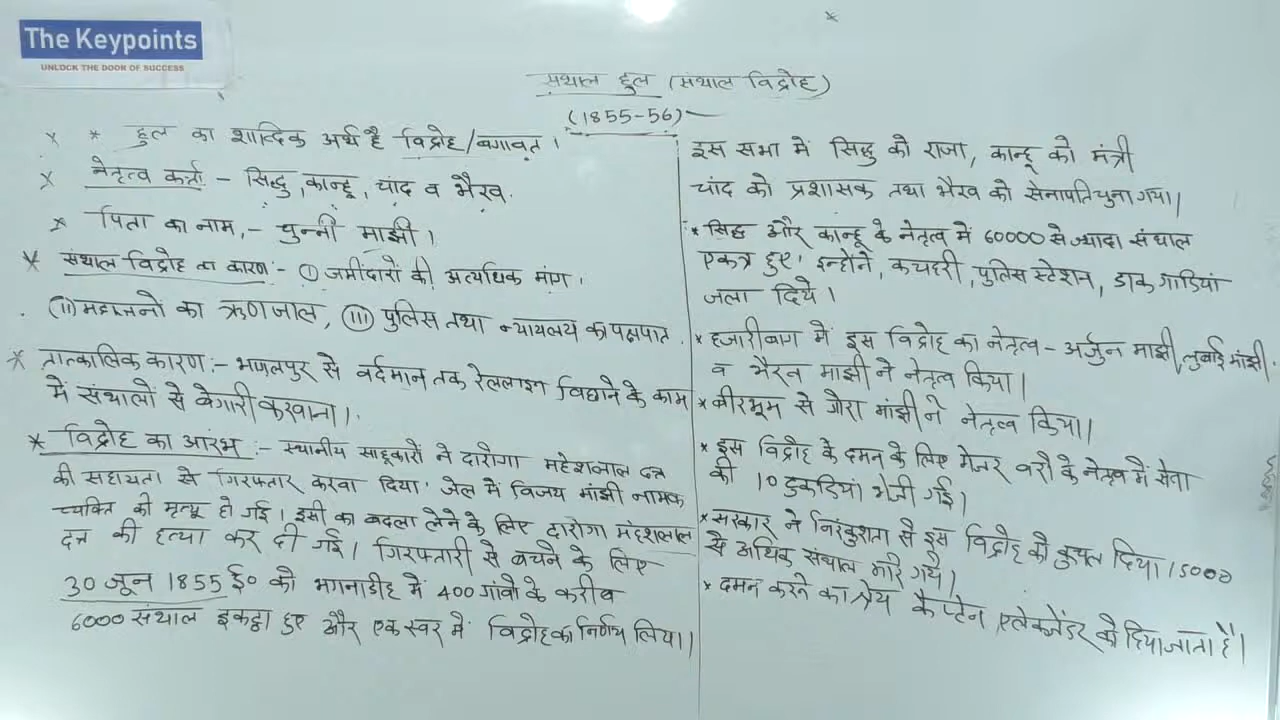 The Keypoints
UNLOCK THE DOOR OF SUCCESS
संथाल हुल (संथाल विद्रोह)
(1855-56)
* हुल का शाब्दिक अर्थ है विद्रोह/बगावत।
नेतृत्व कर्त्ता - सिद्धु, कान्हू, चांद व भैरव.
* पिता का नाम,- चुन्नी माझी।
* संथाल विद्रोह का कारण:- (i) जमींदारों की अत्यधिक मांग.
(ii) महाजनों का ऋणजाल, (iii) पुलिस तथा न्यायलय का पक्षपात.
* तात्कालिक कारण:- भागलपुर से वर्दमान तक रेललाइन विछाने के काम
में संथालों से बेगारी करवाना।.
* विद्रोह का आरंभ:- स्थानीय साहूकारों ने दारोगा महेशलाल दत्त
की सहायता से गिरफ्तार करवा दिया. जेल में विजय मांझी नामक
व्यक्ति की मृत्यू हो गई। इसी का बदला लेने के लिए दारोगा महेशलाल
दत्त की हत्या कर दी गई। गिरफ्तारी से बचने के लिए
30 जून 1855 ई० को भगनाडीह में 400 गांवो के करीब
6000 संथाल इकट्ठा हुए और एक स्वर में विद्रोह का निर्णय लिया।।
इस सभा में सिद्धु को राजा, कान्हू को मंत्री
चांद को प्रशासक तथा भैरव को सेनापति चुना गया।
* सिद्धु और कान्हू के नेतृत्व में 60000 से ज्यादा संथाल
एकत्र हुए. इन्होंने, कचहरी, पुलिस स्टेशन, डाक गाडियां
जला दिये।
* हजारीबाग में इस विद्रोह का नेतृत्व - अर्जुन माझी, लुबाई मांझी.
व भैरव माझी ने नेतृत्व किया।
* बीरभूम से गोरा मांझी ने नेतृत्व किया।
* इस विद्रोह के दमन के लिए मेजर बरो के नेतृत्व में सेना
की 10 टुकडियां भेजी गई।
* सरकार ने निरंकुशता से इस विद्रोह को कुचल दिया 15000
से अधिक संथाल मारे गये।
* दमन करने का श्रेय कैप्टेन एलेक्जेंडर को दिया जाता है।